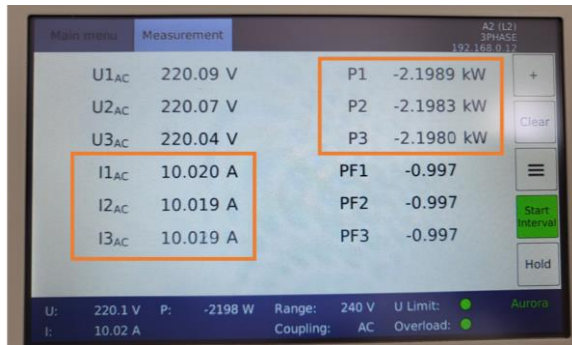 Main menu Measurement A2 (L2)
3PHASE
192.168.0.12
U1AC 220.09 V P1 -2.1989 kW +
U2AC 220.07 V P2 -2.1983 kW Clear
U3AC 220.04 V P3 -2.1980 kW
I1AC 10.020 A PF1 -0.997
I2AC 10.019 A PF2 -0.997 Start
Interval
I3AC 10.019 A PF3 -0.997
Hold
U: 220.1 V P: -2198 W Range: 240 V U Limit: Aurora
I: 10.02 A Coupling: AC Overload: